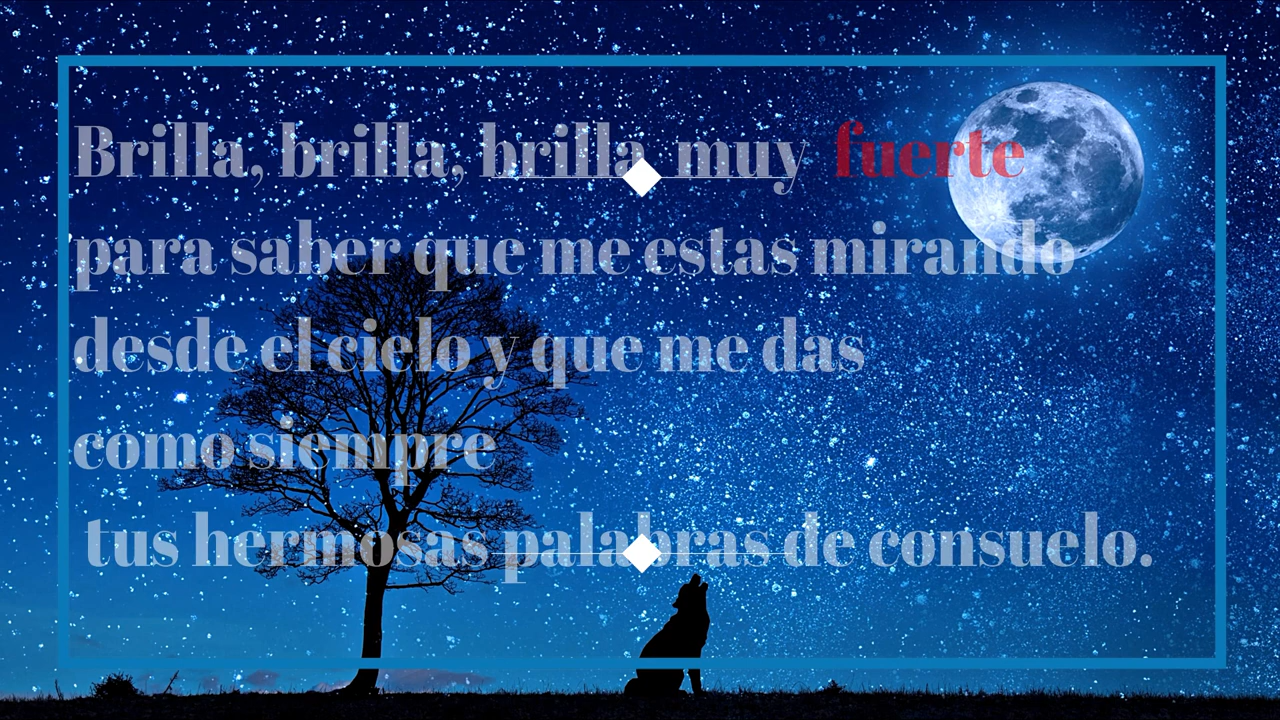 Brilla, brilla, brilla, muy fuerte
para saber que me estas mirando
desde el cielo y que me das
como siempre
tus hermosas palabras de consuelo.